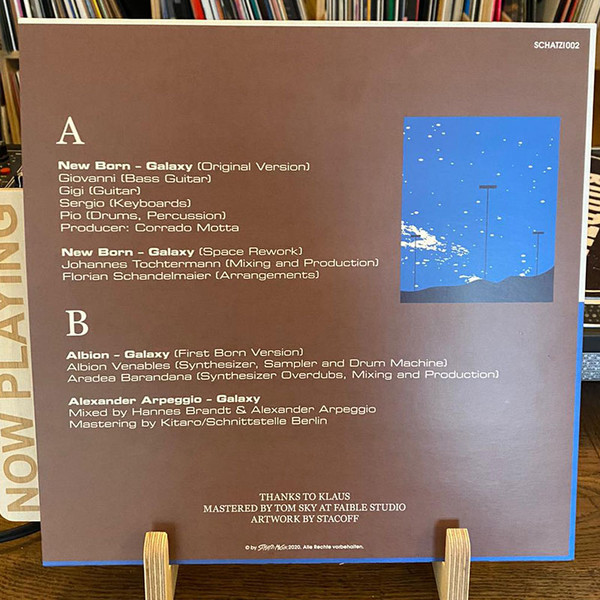 SCHATZI002
A
New Born – Galaxy (Original Version)
Giovanni (Bass Guitar)
Gigi (Guitar)
Sergio (Keyboards)
Pio (Drums, Percussion)
Producer: Corrado Motta
New Born – Galaxy (Space Rework)
Johannes Tochtermann (Mixing and Production)
Florian Schandelmaier (Arrangements)
B
Albion – Galaxy (First Born Version)
Albion Venables (Synthesizer, Sampler and Drum Machine)
Aradea Barandana (Synthesizer Overdubs, Mixing and Production)
Alexander Arpeggio – Galaxy
Mixed by Hannes Brandt & Alexander Arpeggio
Mastering by Kitaro/Schnittstelle Berlin
THANKS TO KLAUS
MASTERED BY TOM SKY AT FAIBLE STUDIO
ARTWORK BY STACOFF
© by 2020. Alle Rechte vorbehalten.
NOW PLAYING